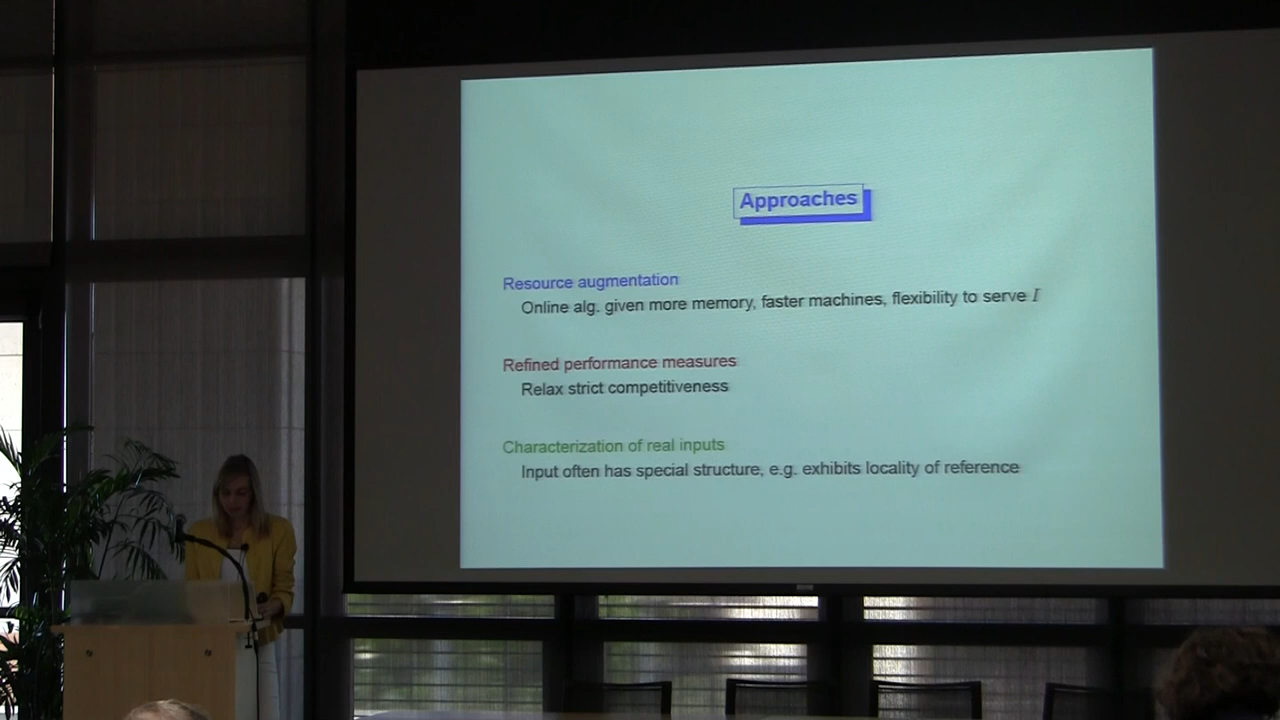 Approaches
Resource augmentation
Online alg. given more memory, faster machines, flexibility to serve I
Refined performance measures
Relax strict competitiveness
Characterization of real inputs
Input often has special structure, e.g. exhibits locality of reference